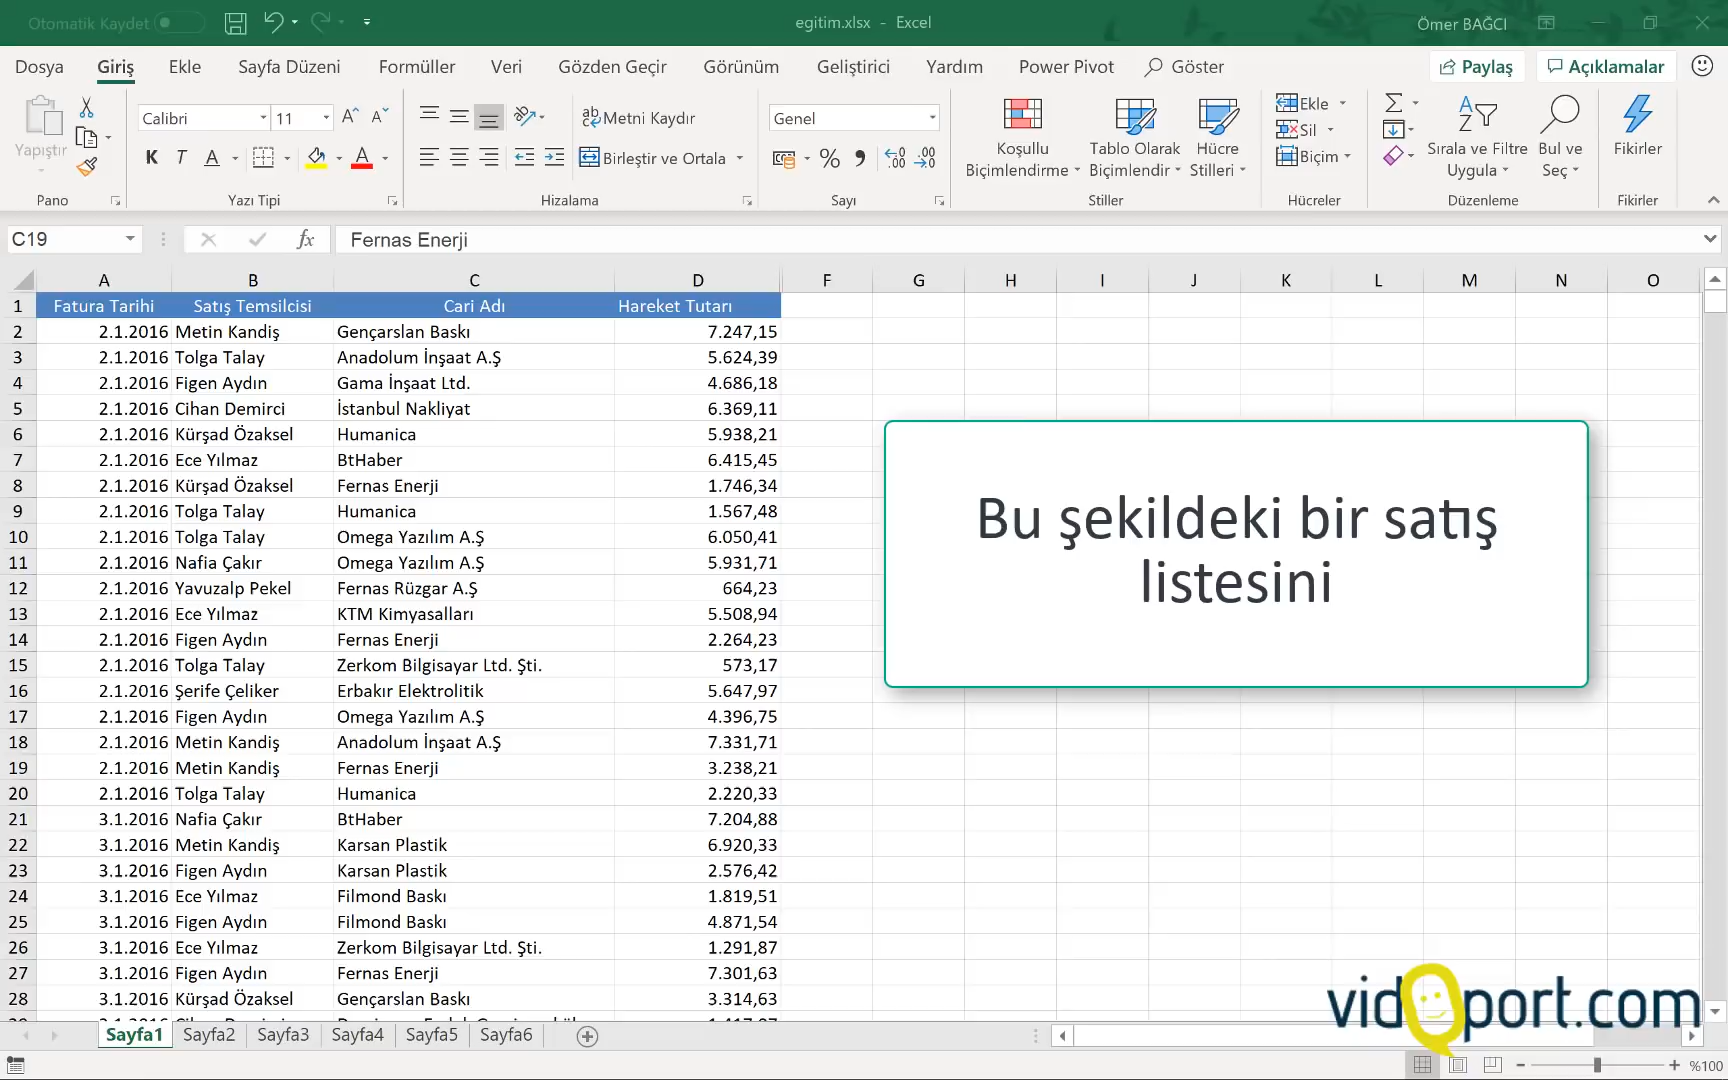 Otomatik Kaydet
egitim.xlsx - Excel
Ömer BAĞCI
Dosya Giriş Ekle Sayfa Düzeni Formüller Veri Gözden Geçir Görünüm Geliştirici Yardım Power Pivot Göster Paylaş Açıklamalar
Yapıştır
Calibri 11
K T A
Metni Kaydır
Birleştir ve Ortala
Genel
Koşullu Biçimlendirme
Tablo Olarak Biçimlendir
Hücre Stilleri
Ekle
Sil
Biçim
Sırala ve Filtre Uygula
Bul ve Seç
Fikirler
Pano Yazı Tipi Hizalama Sayı Stiller Hücreler Düzenleme Fikirler
C19 fx Fernas Enerji
A B C D F G H I J K L M N O
1 Fatura Tarihi Satış Temsilcisi Cari Adı Hareket Tutarı
2 2.1.2016 Metin Kandiş Gençarslan Baskı 7.247,15
3 2.1.2016 Tolga Talay Anadolum İnşaat A.Ş 5.624,39
4 2.1.2016 Figen Aydın Gama İnşaat Ltd. 4.686,18
5 2.1.2016 Cihan Demirci İstanbul Nakliyat 6.369,11
6 2.1.2016 Kürşad Özaksel Humanica 5.938,21
7 2.1.2016 Ece Yılmaz BtHaber 6.415,45
8 2.1.2016 Kürşad Özaksel Fernas Enerji 1.746,34
9 2.1.2016 Tolga Talay Humanica 1.567,48
10 2.1.2016 Tolga Talay Omega Yazılım A.Ş 6.050,41
11 2.1.2016 Nafia Çakır Omega Yazılım A.Ş 5.931,71
12 2.1.2016 Yavuzalp Pekel Fernas Rüzgar A.Ş 664,23
13 2.1.2016 Ece Yılmaz KTM Kimyasalları 5.508,94
14 2.1.2016 Figen Aydın Fernas Enerji 2.264,23
15 2.1.2016 Tolga Talay Zerkom Bilgisayar Ltd. Şti. 573,17
16 2.1.2016 Şerife Çeliker Erbakır Elektrolitik 5.647,97
17 2.1.2016 Figen Aydın Omega Yazılım A.Ş 4.396,75
18 2.1.2016 Metin Kandiş Anadolum İnşaat A.Ş 7.331,71
19 2.1.2016 Metin Kandiş Fernas Enerji 3.238,21
20 2.1.2016 Tolga Talay Humanica 2.220,33
21 3.1.2016 Nafia Çakır BtHaber 7.204,88
22 3.1.2016 Metin Kandiş Karsan Plastik 6.920,33
23 3.1.2016 Figen Aydın Karsan Plastik 2.576,42
24 3.1.2016 Ece Yılmaz Filmond Baskı 1.819,51
25 3.1.2016 Figen Aydın Filmond Baskı 4.871,54
26 3.1.2016 Ece Yılmaz Zerkom Bilgisayar Ltd. Şti. 1.291,87
27 3.1.2016 Figen Aydın Fernas Enerji 7.301,63
28 3.1.2016 Kürşad Özaksel Gençarslan Baskı 3.314,63
Bu şekildeki bir satış
listesini
vidoport.com
Sayfa1 Sayfa2 Sayfa3 Sayfa4 Sayfa5 Sayfa6
%100